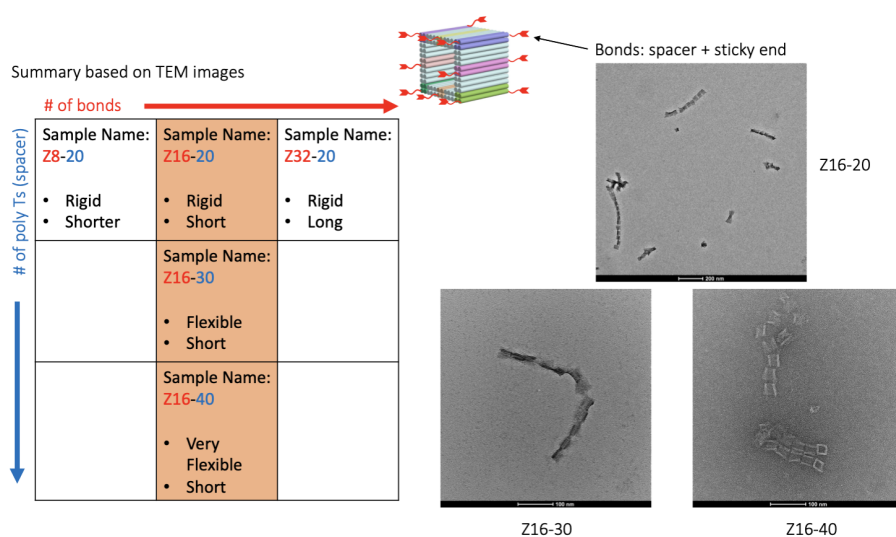 Bonds: spacer + sticky end
Summary based on TEM images
# of bonds
# of poly Ts (spacer)
Sample Name:
Z8-20
• Rigid
• Shorter
Sample Name:
Z16-20
• Rigid
• Short
Sample Name:
Z32-20
• Rigid
• Long
Sample Name:
Z16-30
• Flexible
• Short
Sample Name:
Z16-40
• Very
Flexible
• Short
200 nm
Z16-20
100 nm
Z16-30
100 nm
Z16-40